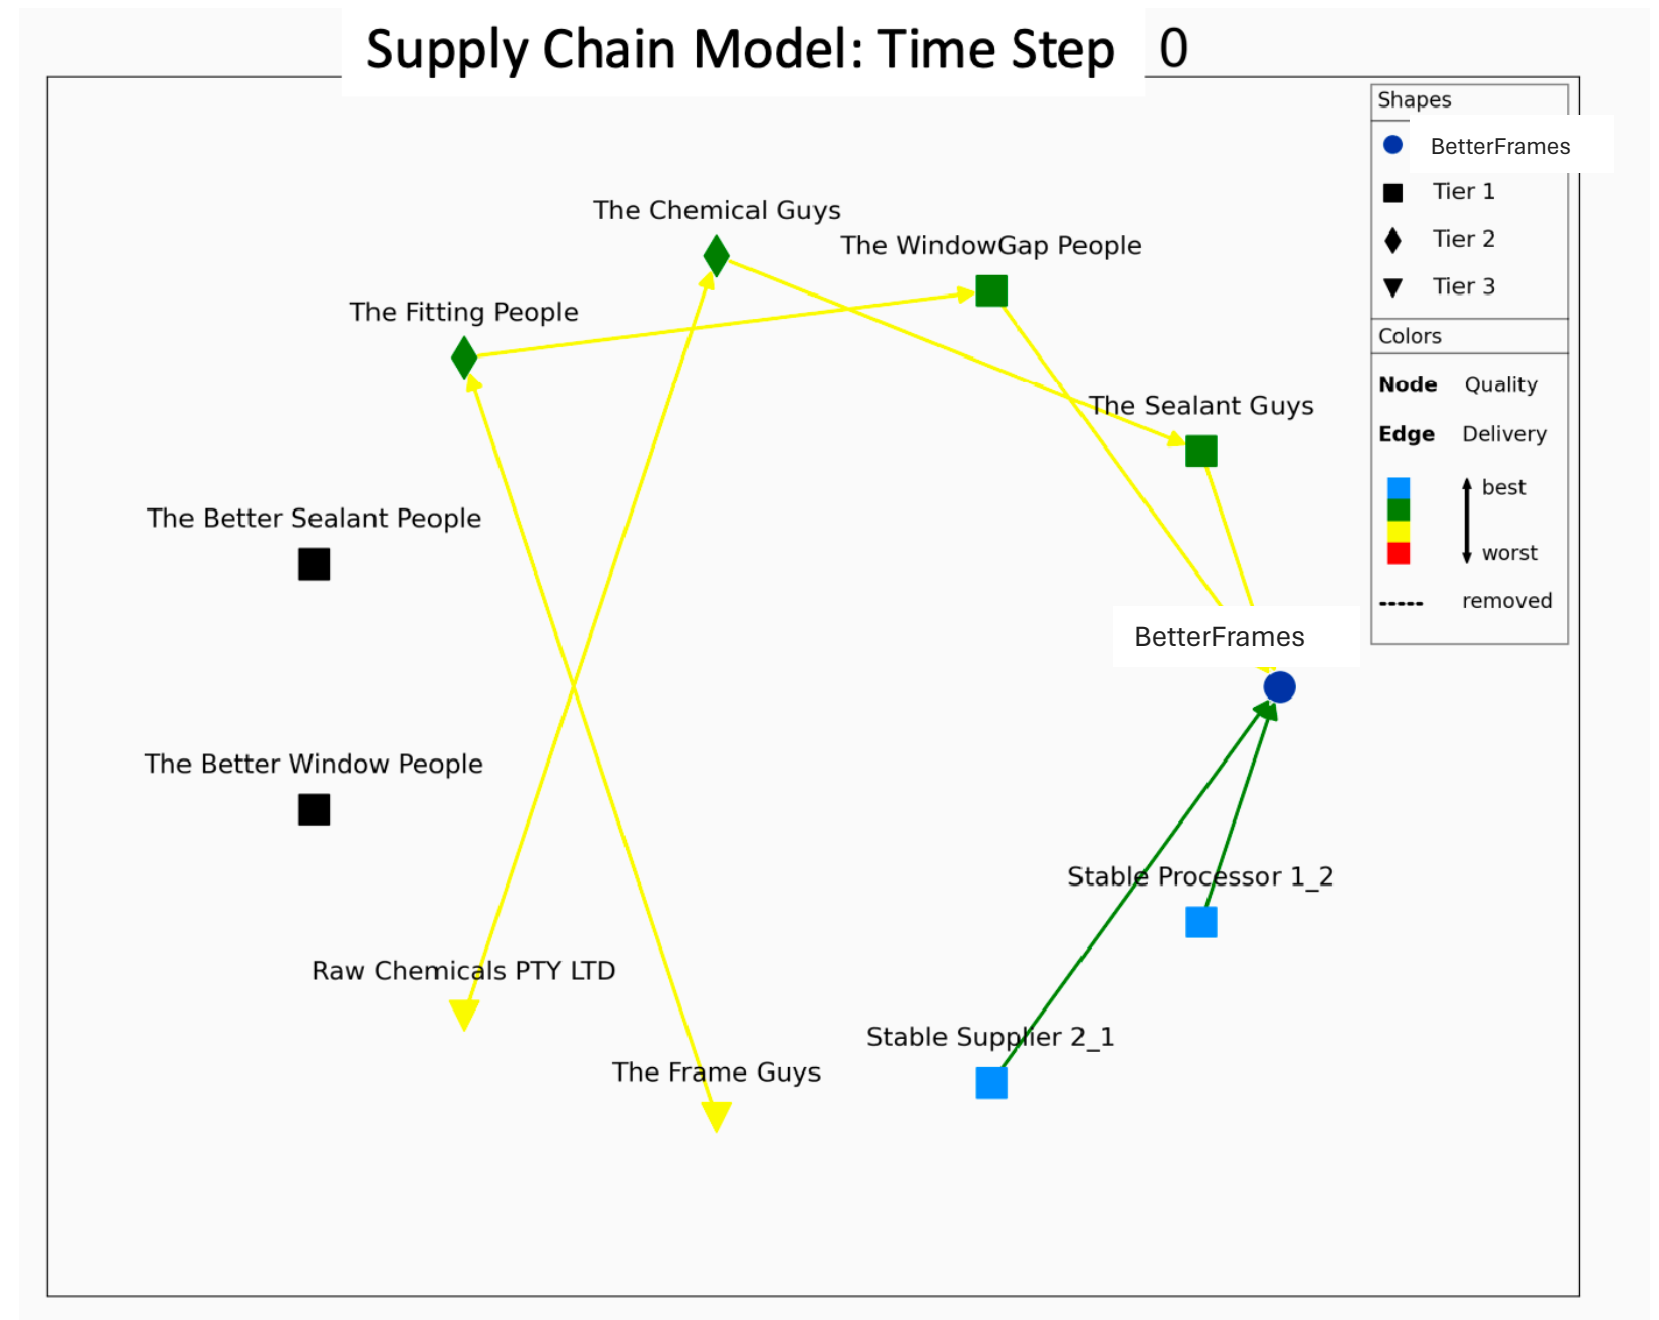 Supply Chain Model: Time Step 0
Shapes
BetterFrames
Tier 1
Tier 2
Tier 3
Colors
Node Quality
Edge Delivery
best
worst
removed
The Chemical Guys
The WindowGap People
The Fitting People
The Sealant Guys
The Better Sealant People
BetterFrames
The Better Window People
Stable Processor 1_2
Raw Chemicals PTY LTD
Stable Supplier 2_1
The Frame Guys